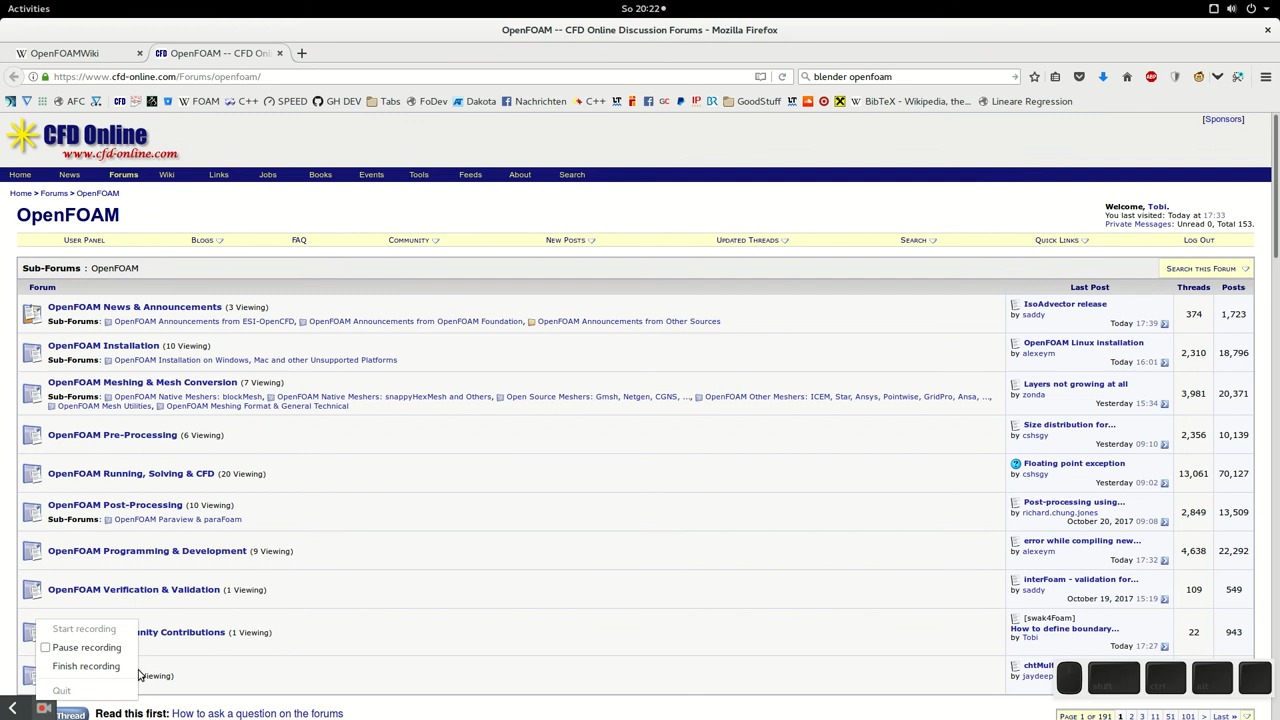 Activities
So 20:22
OpenFOAM -- CFD Online Discussion Forums - Mozilla Firefox
OpenFOAMWiki
OpenFOAM -- CFD Onl
https://www.cfd-online.com/Forums/openfoam/
blender openfoam
AFC
FOAM
C++
SPEED
GH DEV
Tabs
FoDev
Dakota
Nachrichten
C++
GoodStuff
BibTeX - Wikipedia, the...
Lineare Regression
CFD Online
www.cfd-online.com
[Sponsors]
Home News Forums Wiki Links Jobs Books Events Tools Feeds About Search
Home > Forums > OpenFOAM
OpenFOAM
Welcome, Tobi.
You last visited: Today at 17:33
Private Messages: Unread 0, Total 153.
User Panel Blogs FAQ Community New Posts Updated Threads Search Quick Links Log Out
Sub-Forums : OpenFOAM
Search this Forum
Forum Last Post Threads Posts
OpenFOAM News & Announcements (3 Viewing)
Sub-Forums: OpenFOAM Announcements from ESI-OpenCFD, OpenFOAM Announcements from OpenFOAM Foundation, OpenFOAM Announcements from Other Sources
IsoAdvector release
by saddy
Today 17:39
374 1,723
OpenFOAM Installation (10 Viewing)
Sub-Forums: OpenFOAM Installation on Windows, Mac and other Unsupported Platforms
OpenFOAM Linux installation
by alexeym
Today 16:01
2,310 18,796
OpenFOAM Meshing & Mesh Conversion (7 Viewing)
Sub-Forums: OpenFOAM Native Meshers: blockMesh, OpenFOAM Native Meshers: snappyHexMesh and Others, Open Source Meshers: Gmsh, Netgen, CGNS, ..., OpenFOAM Other Meshers: ICEM, Star, Ansys, Pointwise, GridPro, Ansa, ...,
OpenFOAM Mesh Utilities, OpenFOAM Meshing Format & General Technical
Layers not growing at all
by zonda
Yesterday 15:34
3,981 20,371
OpenFOAM Pre-Processing (6 Viewing)
Size distribution for...
by cshsgy
Yesterday 09:10
2,356 10,139
OpenFOAM Running, Solving & CFD (20 Viewing)
Floating point exception
by cshsgy
Yesterday 09:02
13,061 70,127
OpenFOAM Post-Processing (10 Viewing)
Sub-Forums: OpenFOAM Paraview & paraFoam
Post-processing using...
by richard.chung.jones
October 20, 2017 09:08
2,849 13,509
OpenFOAM Programming & Development (9 Viewing)
error while compiling new...
by alexeym
Today 17:32
4,638 22,292
OpenFOAM Verification & Validation (1 Viewing)
interFoam - validation for...
by saddy
October 19, 2017 15:19
109 549
unity Contributions (1 Viewing)
[swak4Foam]
How to define boundary...
by Tobi
Today 17:27
22 943
iewing)
chtMul
by jaydeep
Start recording
Pause recording
Finish recording
Quit
shift ctrl alt
Thread
Read this first: How to ask a question on the forums
Page 1 of 191 1 2 3 11 51 101 > Last »